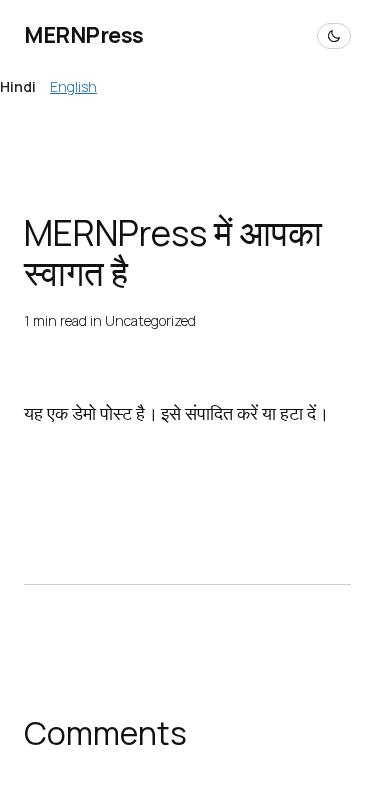 MERNPress
Hindi English
MERNPress में आपका
स्वागत है
1 min read in Uncategorized
यह एक डेमो पोस्ट है । इसे संपादित करें या हटा दें ।
Comments